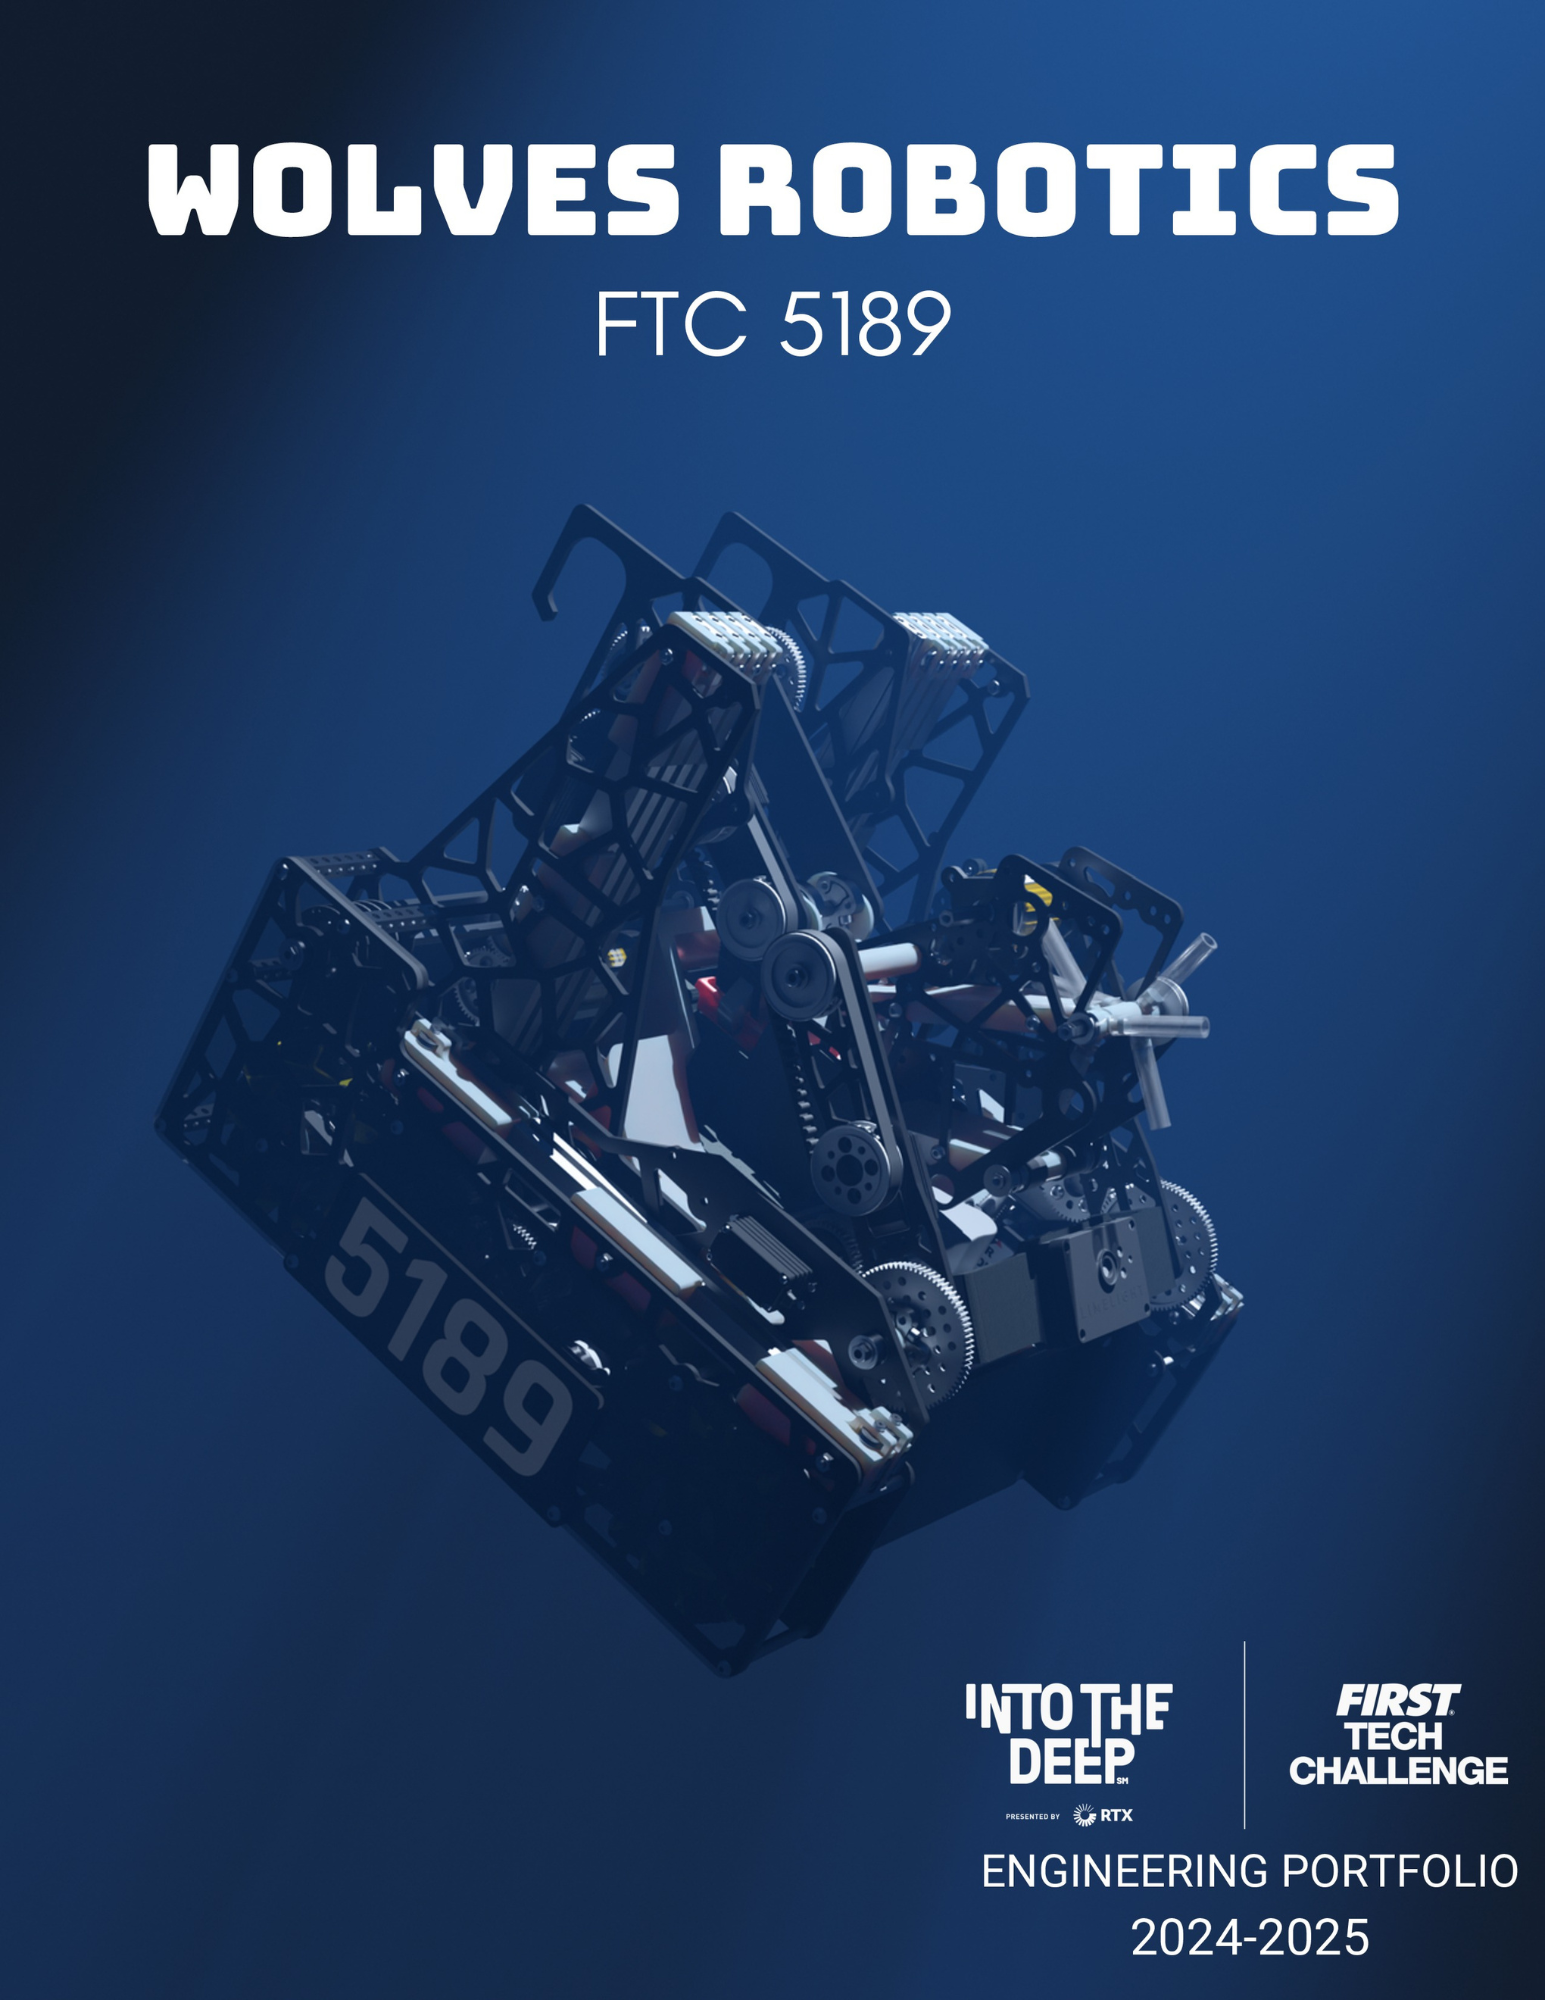 WOLVES ROBOTICS
FTC 5189
5189
INTO THE
DEEP SM
PRESENTED BY RTX
FIRST®
TECH
CHALLENGE
ENGINEERING PORTFOLIO
2024-2025